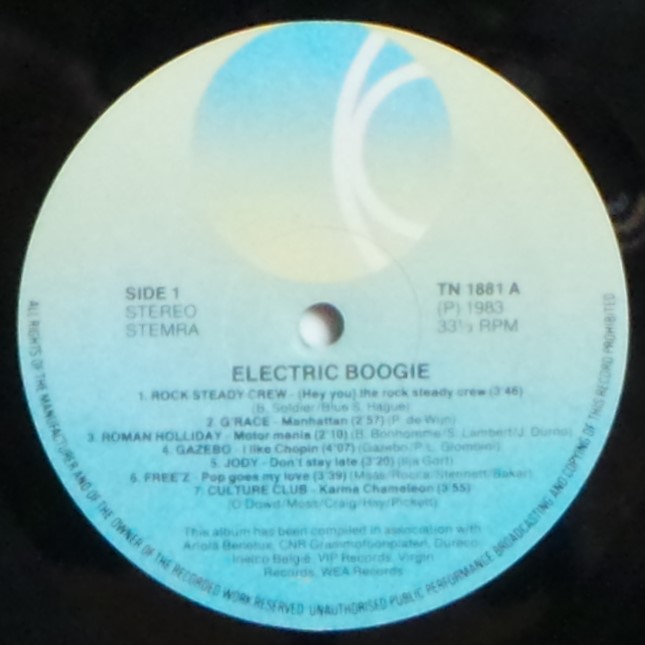 SIDE 1
STEREO
STEMRA
TN 1881 A
(P) 1983
33⅓ RPM
ELECTRIC BOOGIE
1. ROCK STEADY CREW - (Hey you) the rock steady crew (3'46)
(B. Soldier/Blue S. Hague)
2. G'RACE - Manhattan (2'57) (P. de Wijn)
3. ROMAN HOLLIDAY - Motor mania (2'10) (B. Bonhomme/S. Lambert/J. Durno)
4. GAZEBO - I like Chopin (4'07) (Gazebo/P.L. Giombini)
5. JODY - Don't stay late (3'20) (Ilja Gort)
6. FREE'Z - Pop goes my love (3'39) (Maas/Rocca/Stennett/Baker)
7. CULTURE CLUB - Karma Chameleon (3'55)
(O'Dowd/Moss/Craig/Hay/Pickett)
This album has been compiled in association with
Ariola Benelux, CNR Grammofoonplaten, Dureco,
Inelco België, VIP Records, Virgin
Records, WEA Records
ALL RIGHTS OF THE MANUFACTURER AND OF THE OWNER OF THE RECORDED WORK RESERVED UNAUTHORISED PUBLIC PERFORMANCE BROADCASTING AND COPYING OF THIS RECORD PROHIBITED